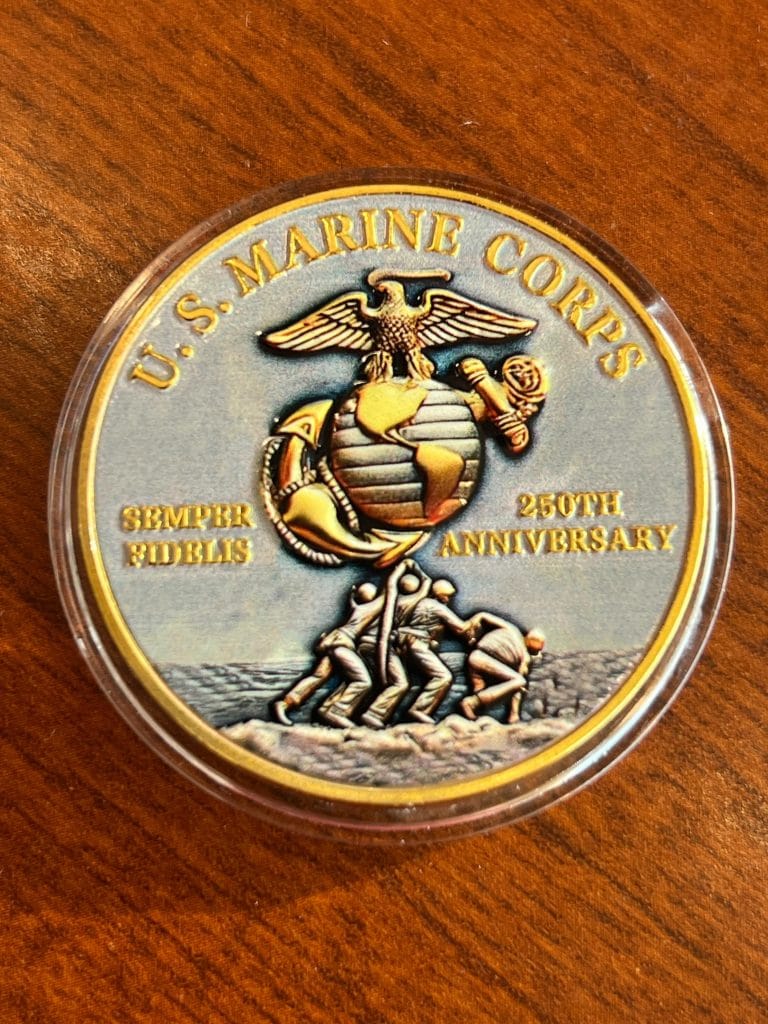 U. S. MARINE CORPS
SEMPER
FIDELIS
250TH
ANNIVERSARY